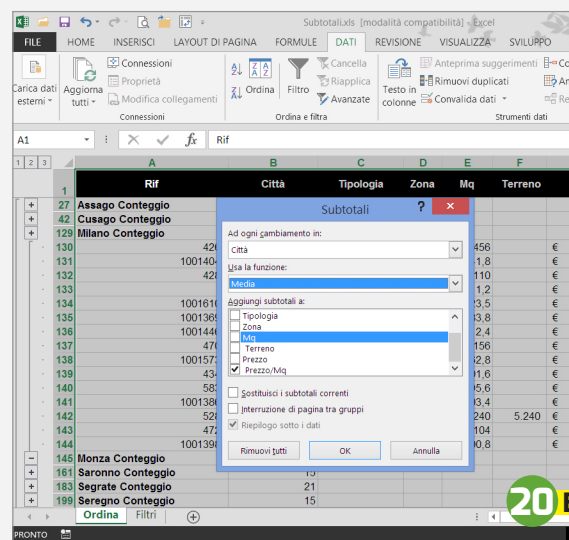 Subtotali.xls [modalità compatibilità] - Excel
FILE HOME INSERISCI LAYOUT DI PAGINA FORMULE DATI REVISIONE VISUALIZZA SVILUPPO
Carica dati esterni
Aggiorna tutti
Connessioni
Proprietà
Modifica collegamenti
Connessioni
Ordina
Filtro
Cancella
Riapplica
Avanzate
Ordina e filtra
Testo in colonne
Anteprima suggerimenti
Rimuovi duplicati
Convalida dati
Co
An
Re
Strumenti dati
A1 fx Rif
1 2 3 A B C D E F
1 Rif Città Tipologia Zona Mq Terreno
27 Assago Conteggio
42 Cusago Conteggio
129 Milano Conteggio
130 €
131 €
132 €
133 €
134 €
135 €
136 €
137 €
138 €
139 €
140 €
141 €
142 240 5.240 €
143 €
144 €
145 Monza Conteggio
161 Saronno Conteggio 15
183 Segrate Conteggio 21
199 Seregno Conteggio 15
Subtotali ? ×
Ad ogni cambiamento in:
Città
Usa la funzione:
Media
Aggiungi subtotali a:
Tipologia
Zona
Mq
Terreno
Prezzo
Prezzo/Mq
Sostituisci i subtotali correnti
Interruzione di pagina tra gruppi
Riepilogo sotto i dati
Rimuovi tutti OK Annulla
Ordina Filtri
20
PRONTO